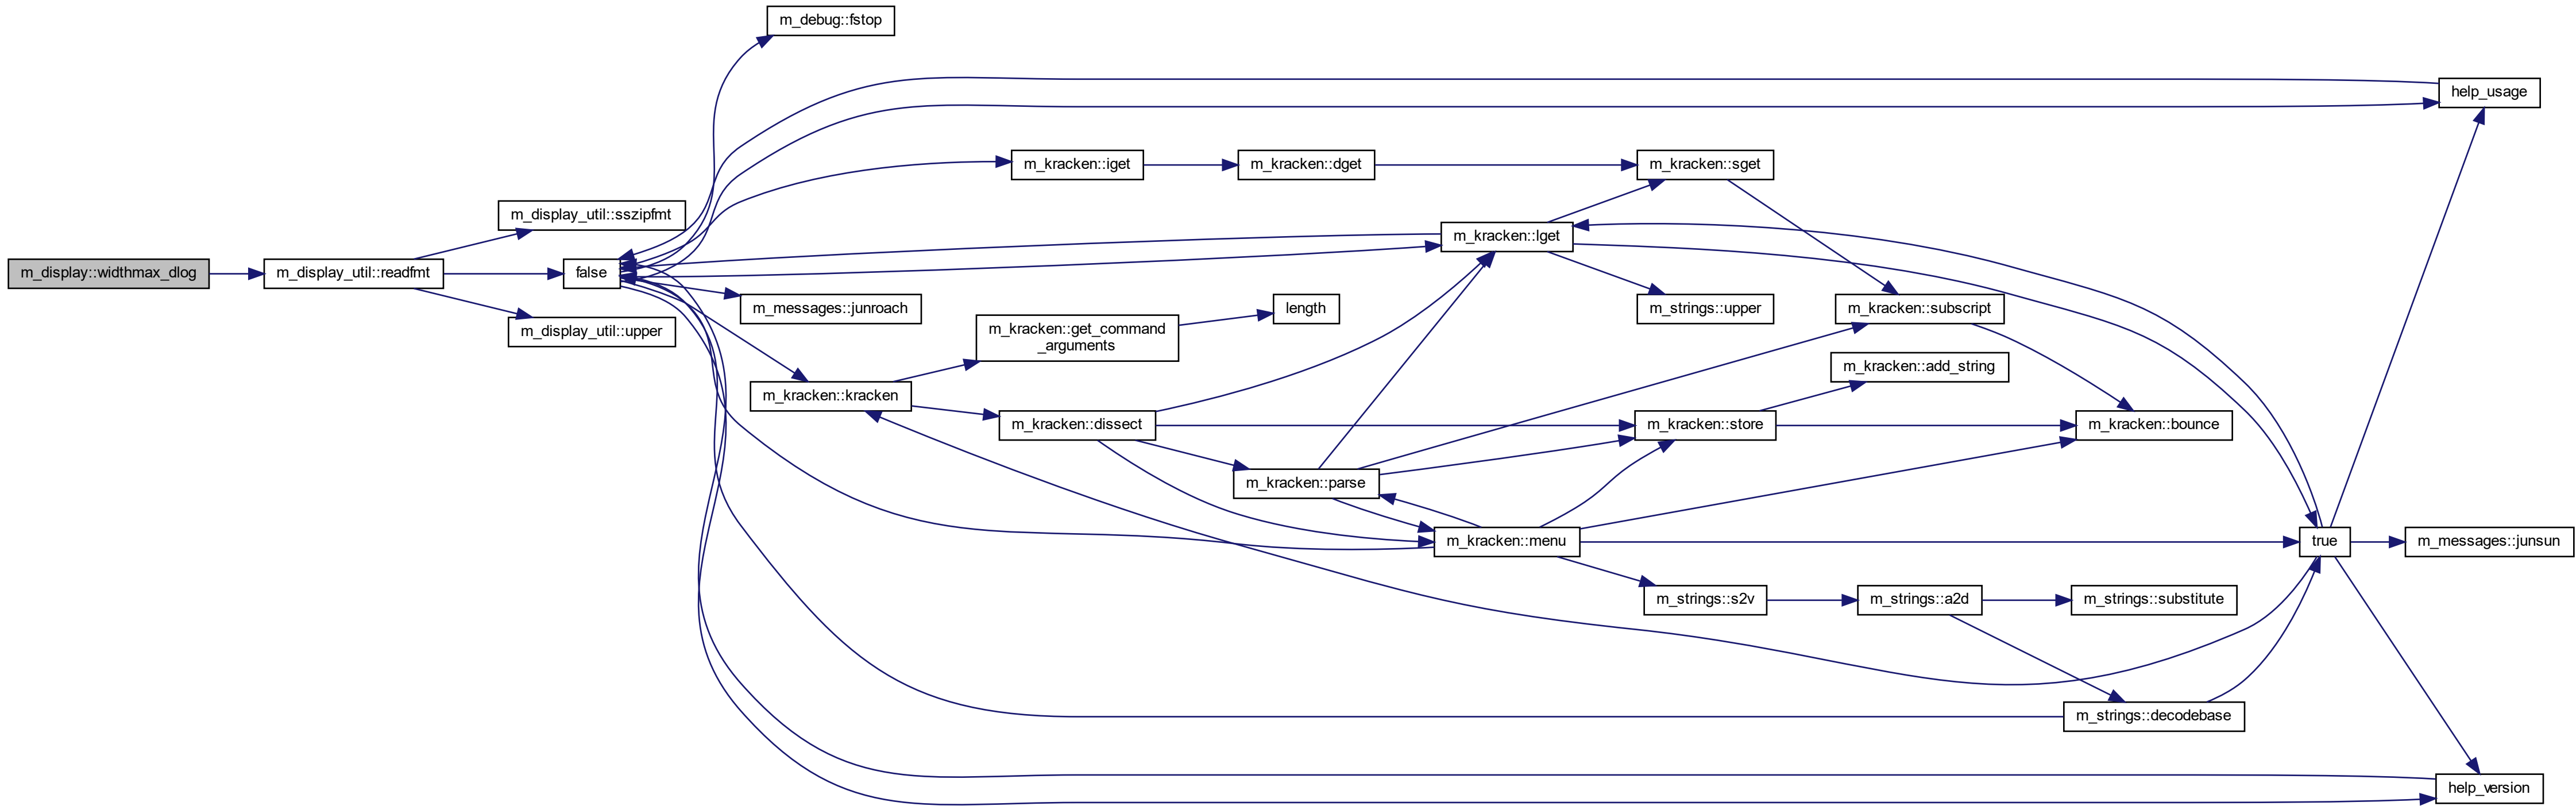 m_debug::fstop
help_usage
m_kracken::iget
m_kracken::dget
m_kracken::sget
m_display_util::sszipfmt
m_kracken::lget
m_display::widthmax_dlog
m_display_util::readfmt
false
m_messages::junroach
length
m_strings::upper
m_kracken::subscript
m_display_util::upper
m_kracken::get_command
_arguments
m_kracken::add_string
m_kracken::kracken
m_kracken::dissect
m_kracken::store
m_kracken::bounce
m_kracken::parse
m_kracken::menu
true
m_messages::junsun
m_strings::s2v
m_strings::a2d
m_strings::substitute
m_strings::decodebase
help_version